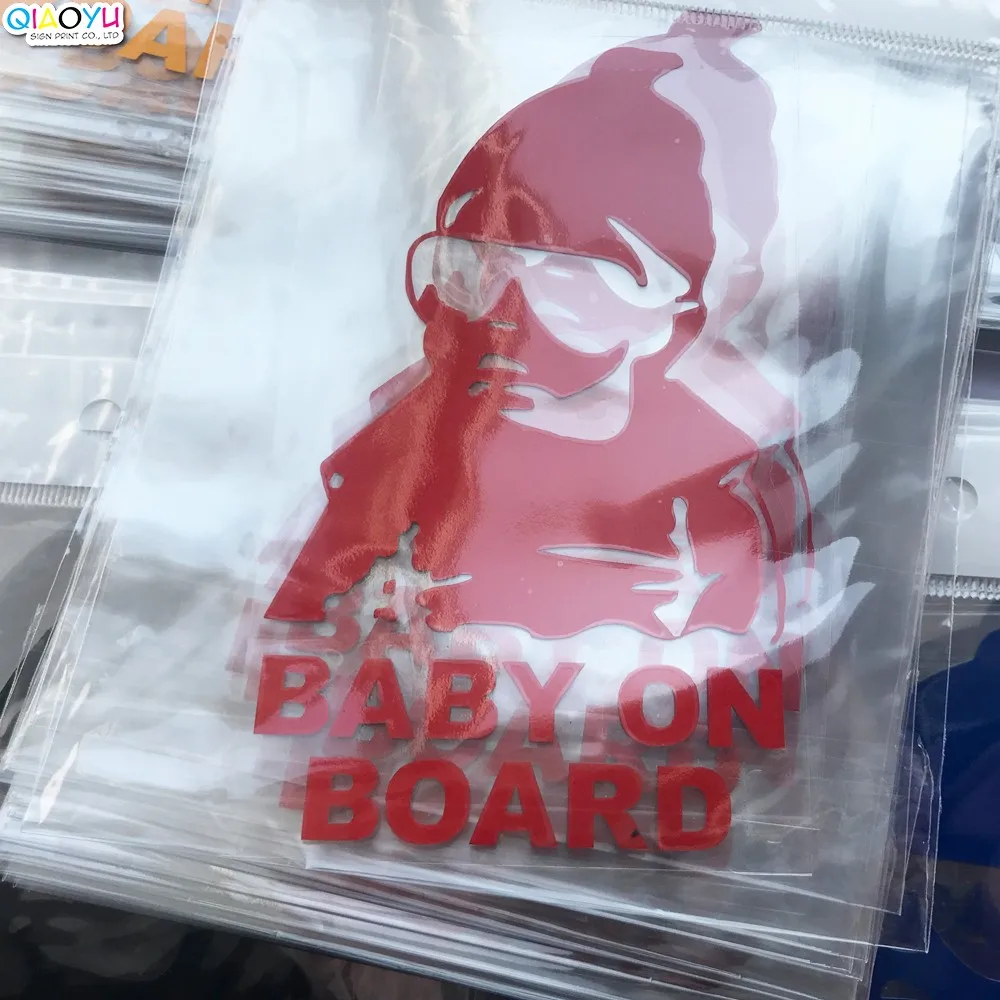 QIAOYU
SIGN PRINT CO., LTD
BABY ON
BOARD